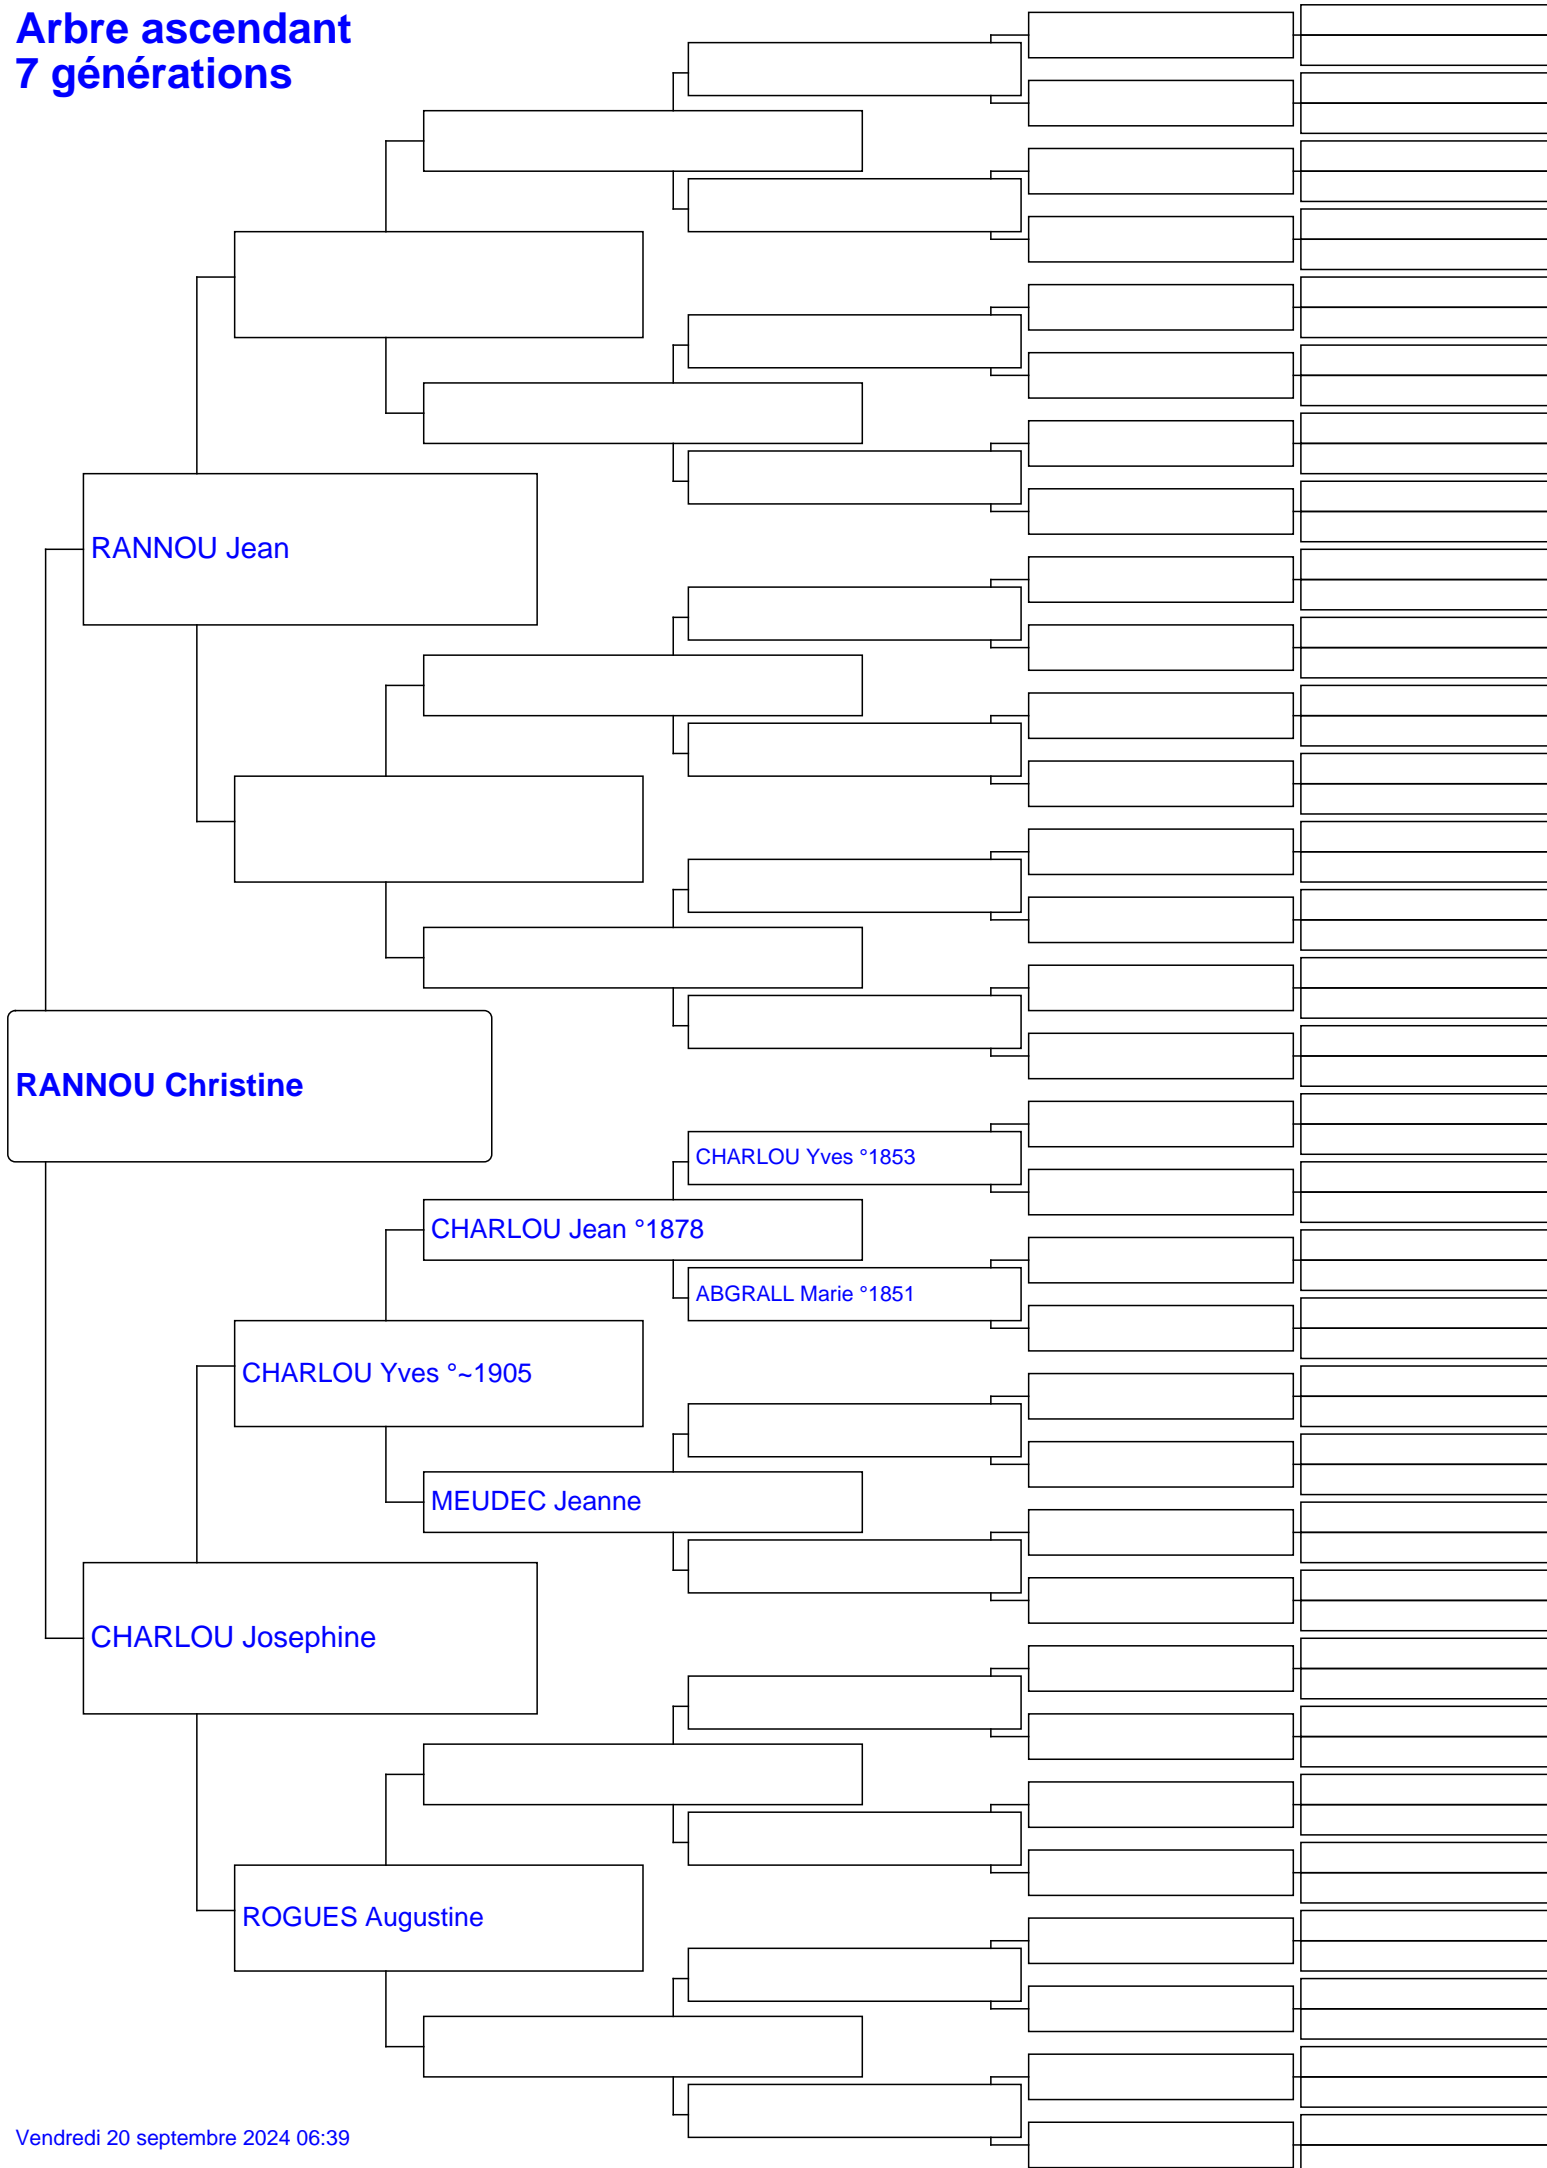 Arbre ascendant
7 générations
RANNOU Jean
RANNOU Christine
CHARLOU Yves °1853
CHARLOU Jean °1878
ABGRALL Marie °1851
CHARLOU Yves °~1905
MEUDEC Jeanne
CHARLOU Josephine
ROGUES Augustine
Vendredi 20 septembre 2024 06:39